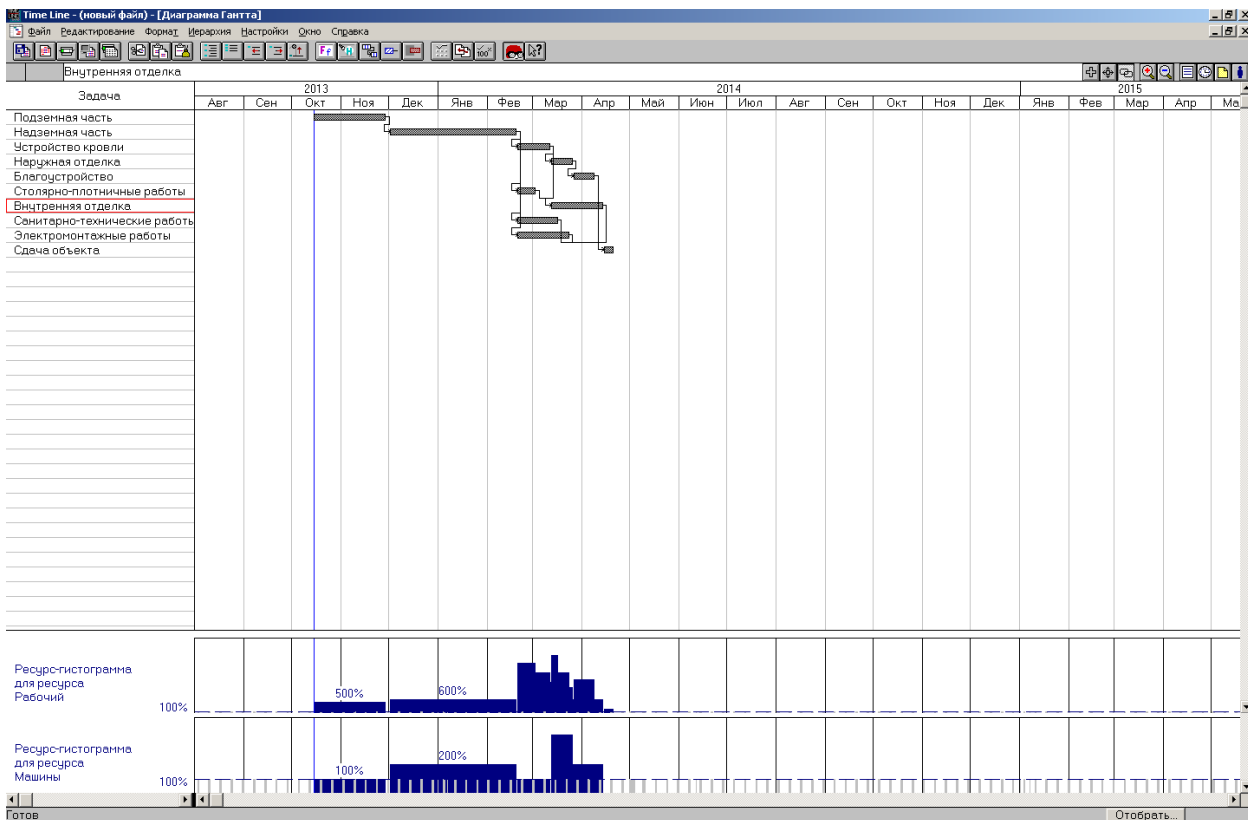 Time Line - (новый файл) - [Диаграмма Гантта]
Файл Редактирование Формат Иерархия Настройки Окно Справка
Внутренняя отделка
Задача
2013 2014 2015
Авг Сен Окт Ноя Дек Янв Фев Мар Апр Май Июн Июл Авг Сен Окт Ноя Дек Янв Фев Мар Апр Ма
Подземная часть
Надземная часть
Устройство кровли
Наружная отделка
Благоустройство
Столярно-плотничные работы
Внутренняя отделка
Санитарно-технические работь
Электромонтажные работы
Сдача объекта
Ресурс-гистограмма
для ресурса
Рабочий
100%
500%
600%
Ресурс-гистограмма
для ресурса
Машины
100%
100%
200%
Готов
Отобрать...